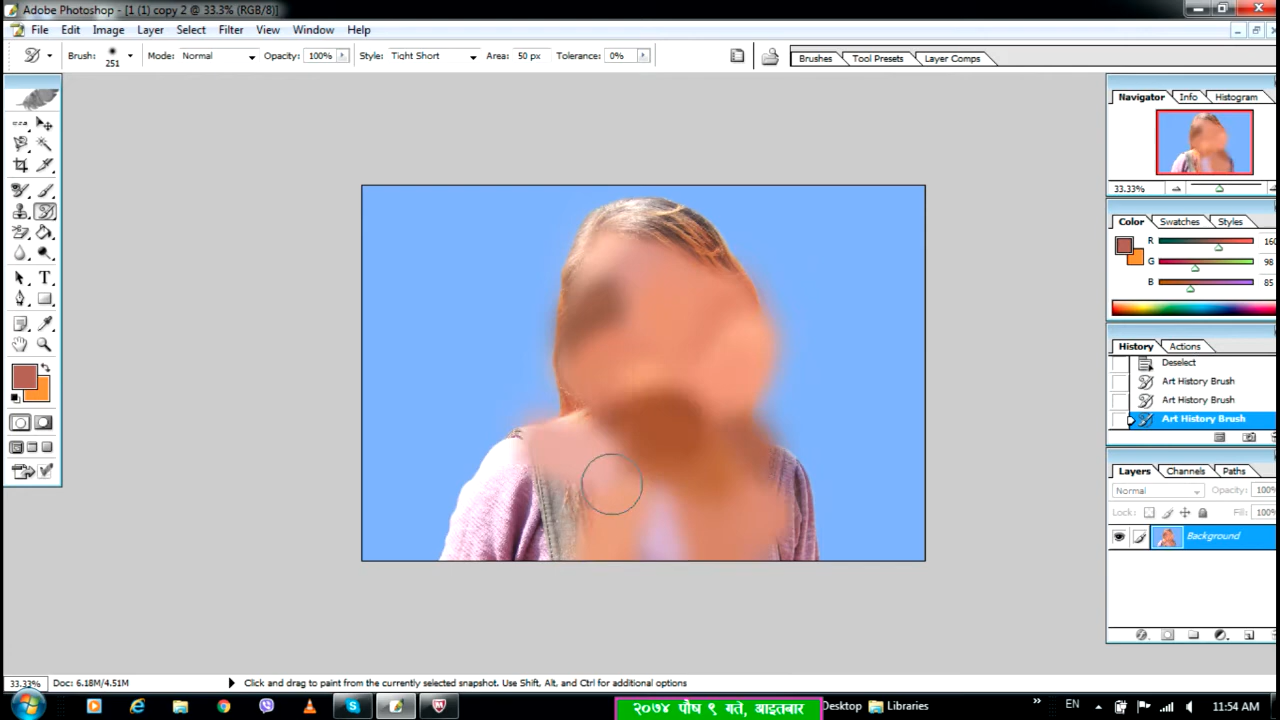 Adobe Photoshop - [1 (1) copy 2 @ 33.3% (RGB/8)]
File Edit Image Layer Select Filter View Window Help
Brush: 251 Mode: Normal Opacity: 100% Style: Tight Short Area: 50 px Tolerance: 0% Brushes Tool Presets Layer Comps
Navigator Info Histogram
33.33%
Color Swatches Styles
R 160
G 98
B 85
History Actions
Deselect
Art History Brush
Art History Brush
Art History Brush
Layers Channels Paths
Normal Opacity: 100%
Lock: Fill: 100%
Background
33.33% Doc: 6.18M/4.51M Click and drag to paint from the currently selected snapshot. Use Shift, Alt, and Ctrl for additional options
२०७४ पौष ९ गते, आइतबार Desktop Libraries EN 11:54 AM